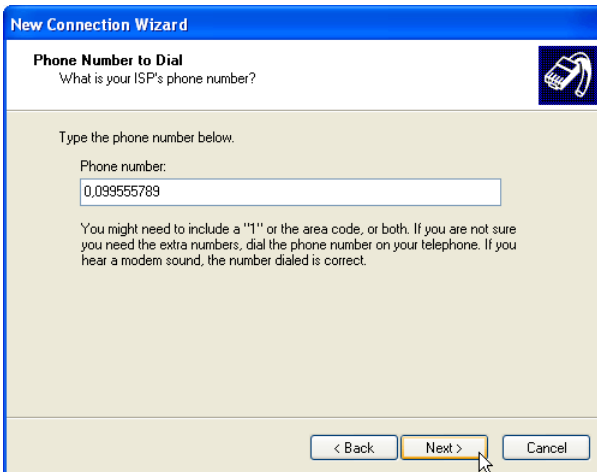 New Connection Wizard
Phone Number to Dial
What is your ISP's phone number?
Type the phone number below.
Phone number:
0,099555789
You might need to include a "1" or the area code, or both. If you are not sure
you need the extra numbers, dial the phone number on your telephone. If you
hear a modem sound, the number dialed is correct.
< Back Next > Cancel